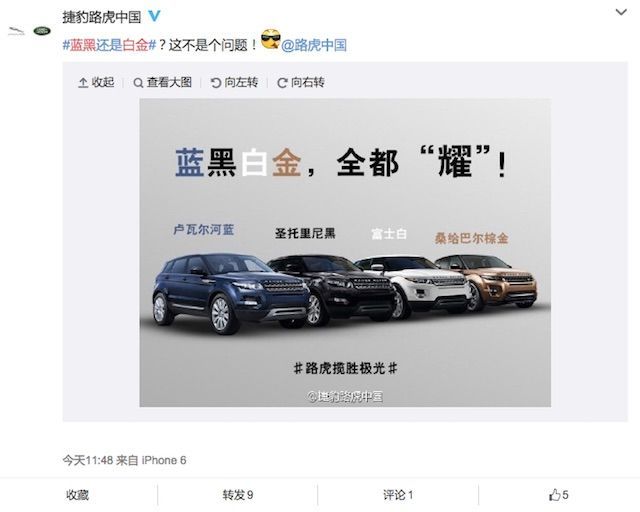 捷豹路虎中国
#蓝黑还是白金#？这不是个问题！@路虎中国
收起 查看大图 向左转 向右转
蓝黑白金，全都“耀”！
卢瓦尔河蓝 圣托里尼黑 富士白 桑给巴尔棕金
#路虎揽胜极光#
@捷豹路虎中国
今天11:48 来自 iPhone 6
收藏 转发9 评论1 5